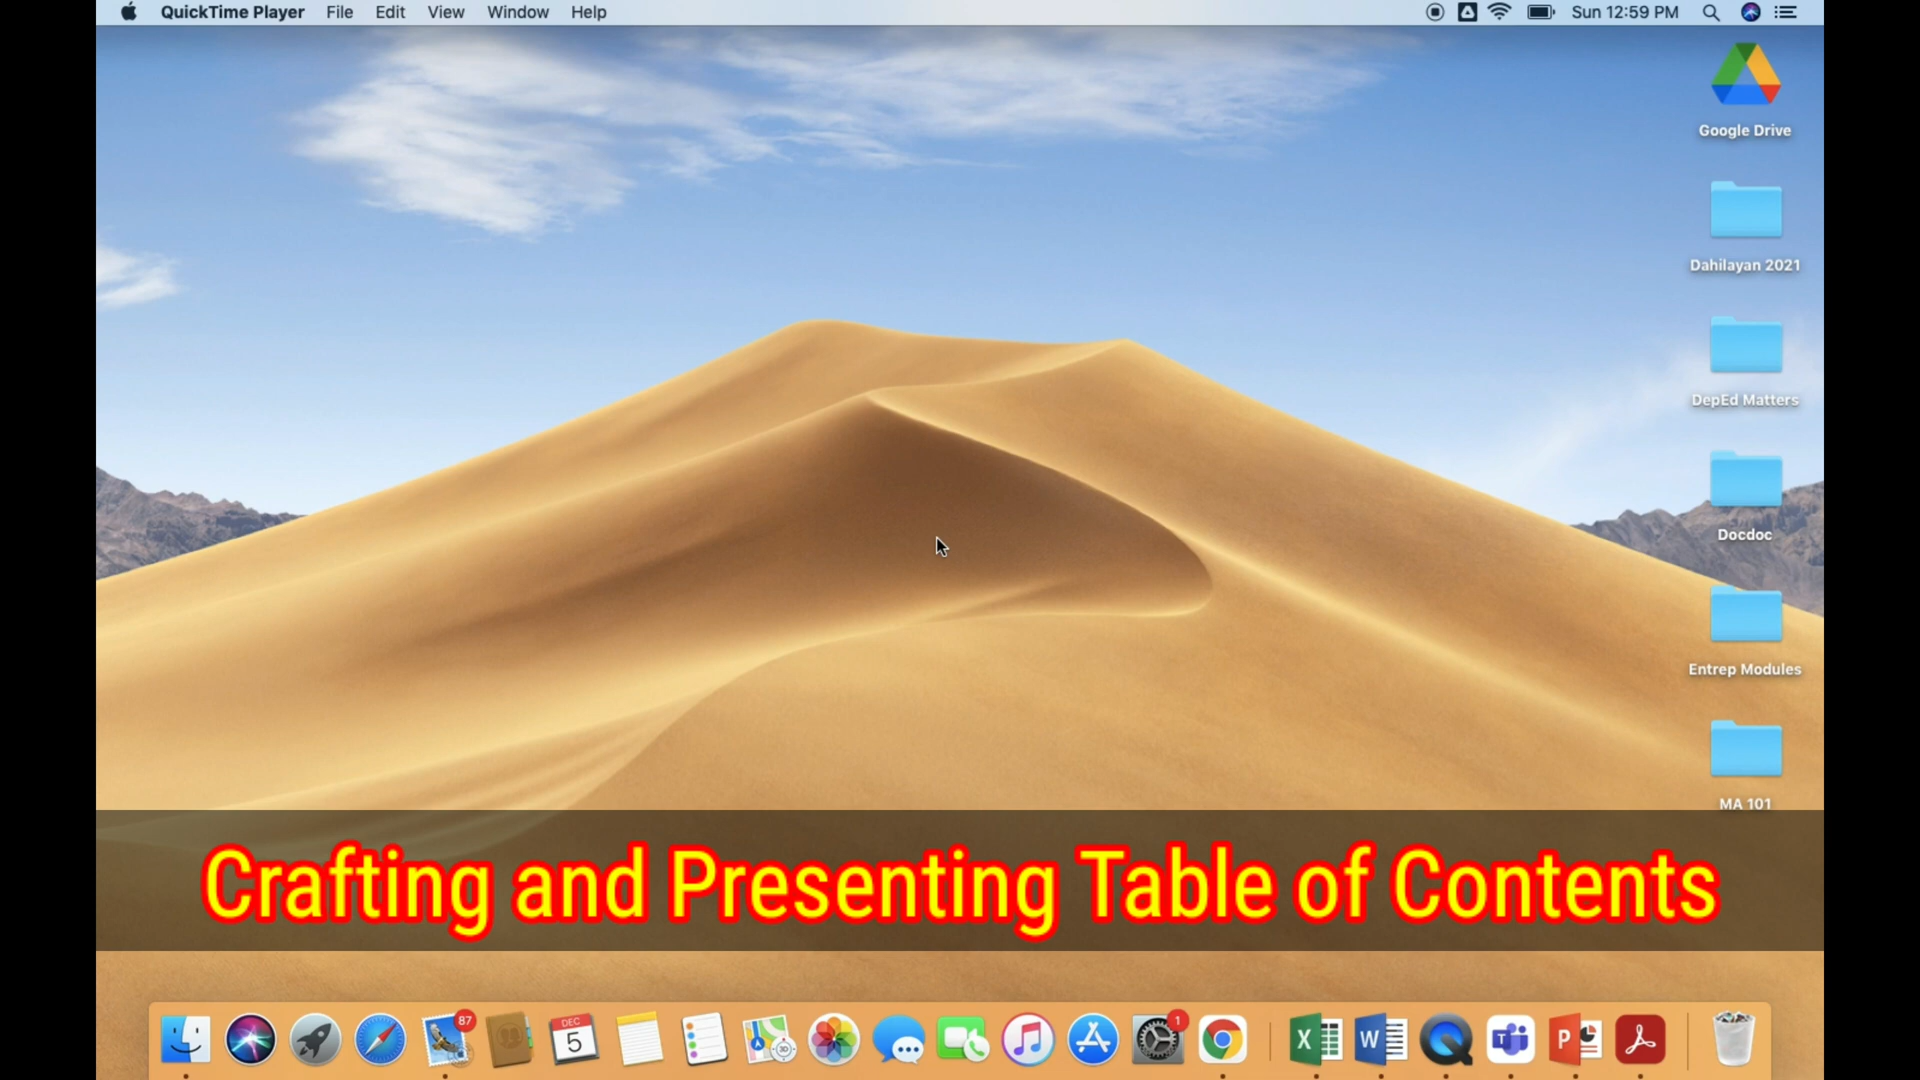 QuickTime Player File Edit View Window Help Sun 12:59 PM
Google Drive
Dahilayan 2021
DepEd Matters
Docdoc
Entrep Modules
MA 101
Crafting and Presenting Table of Contents
87
DEC
5
3D
1
X
W
T
P